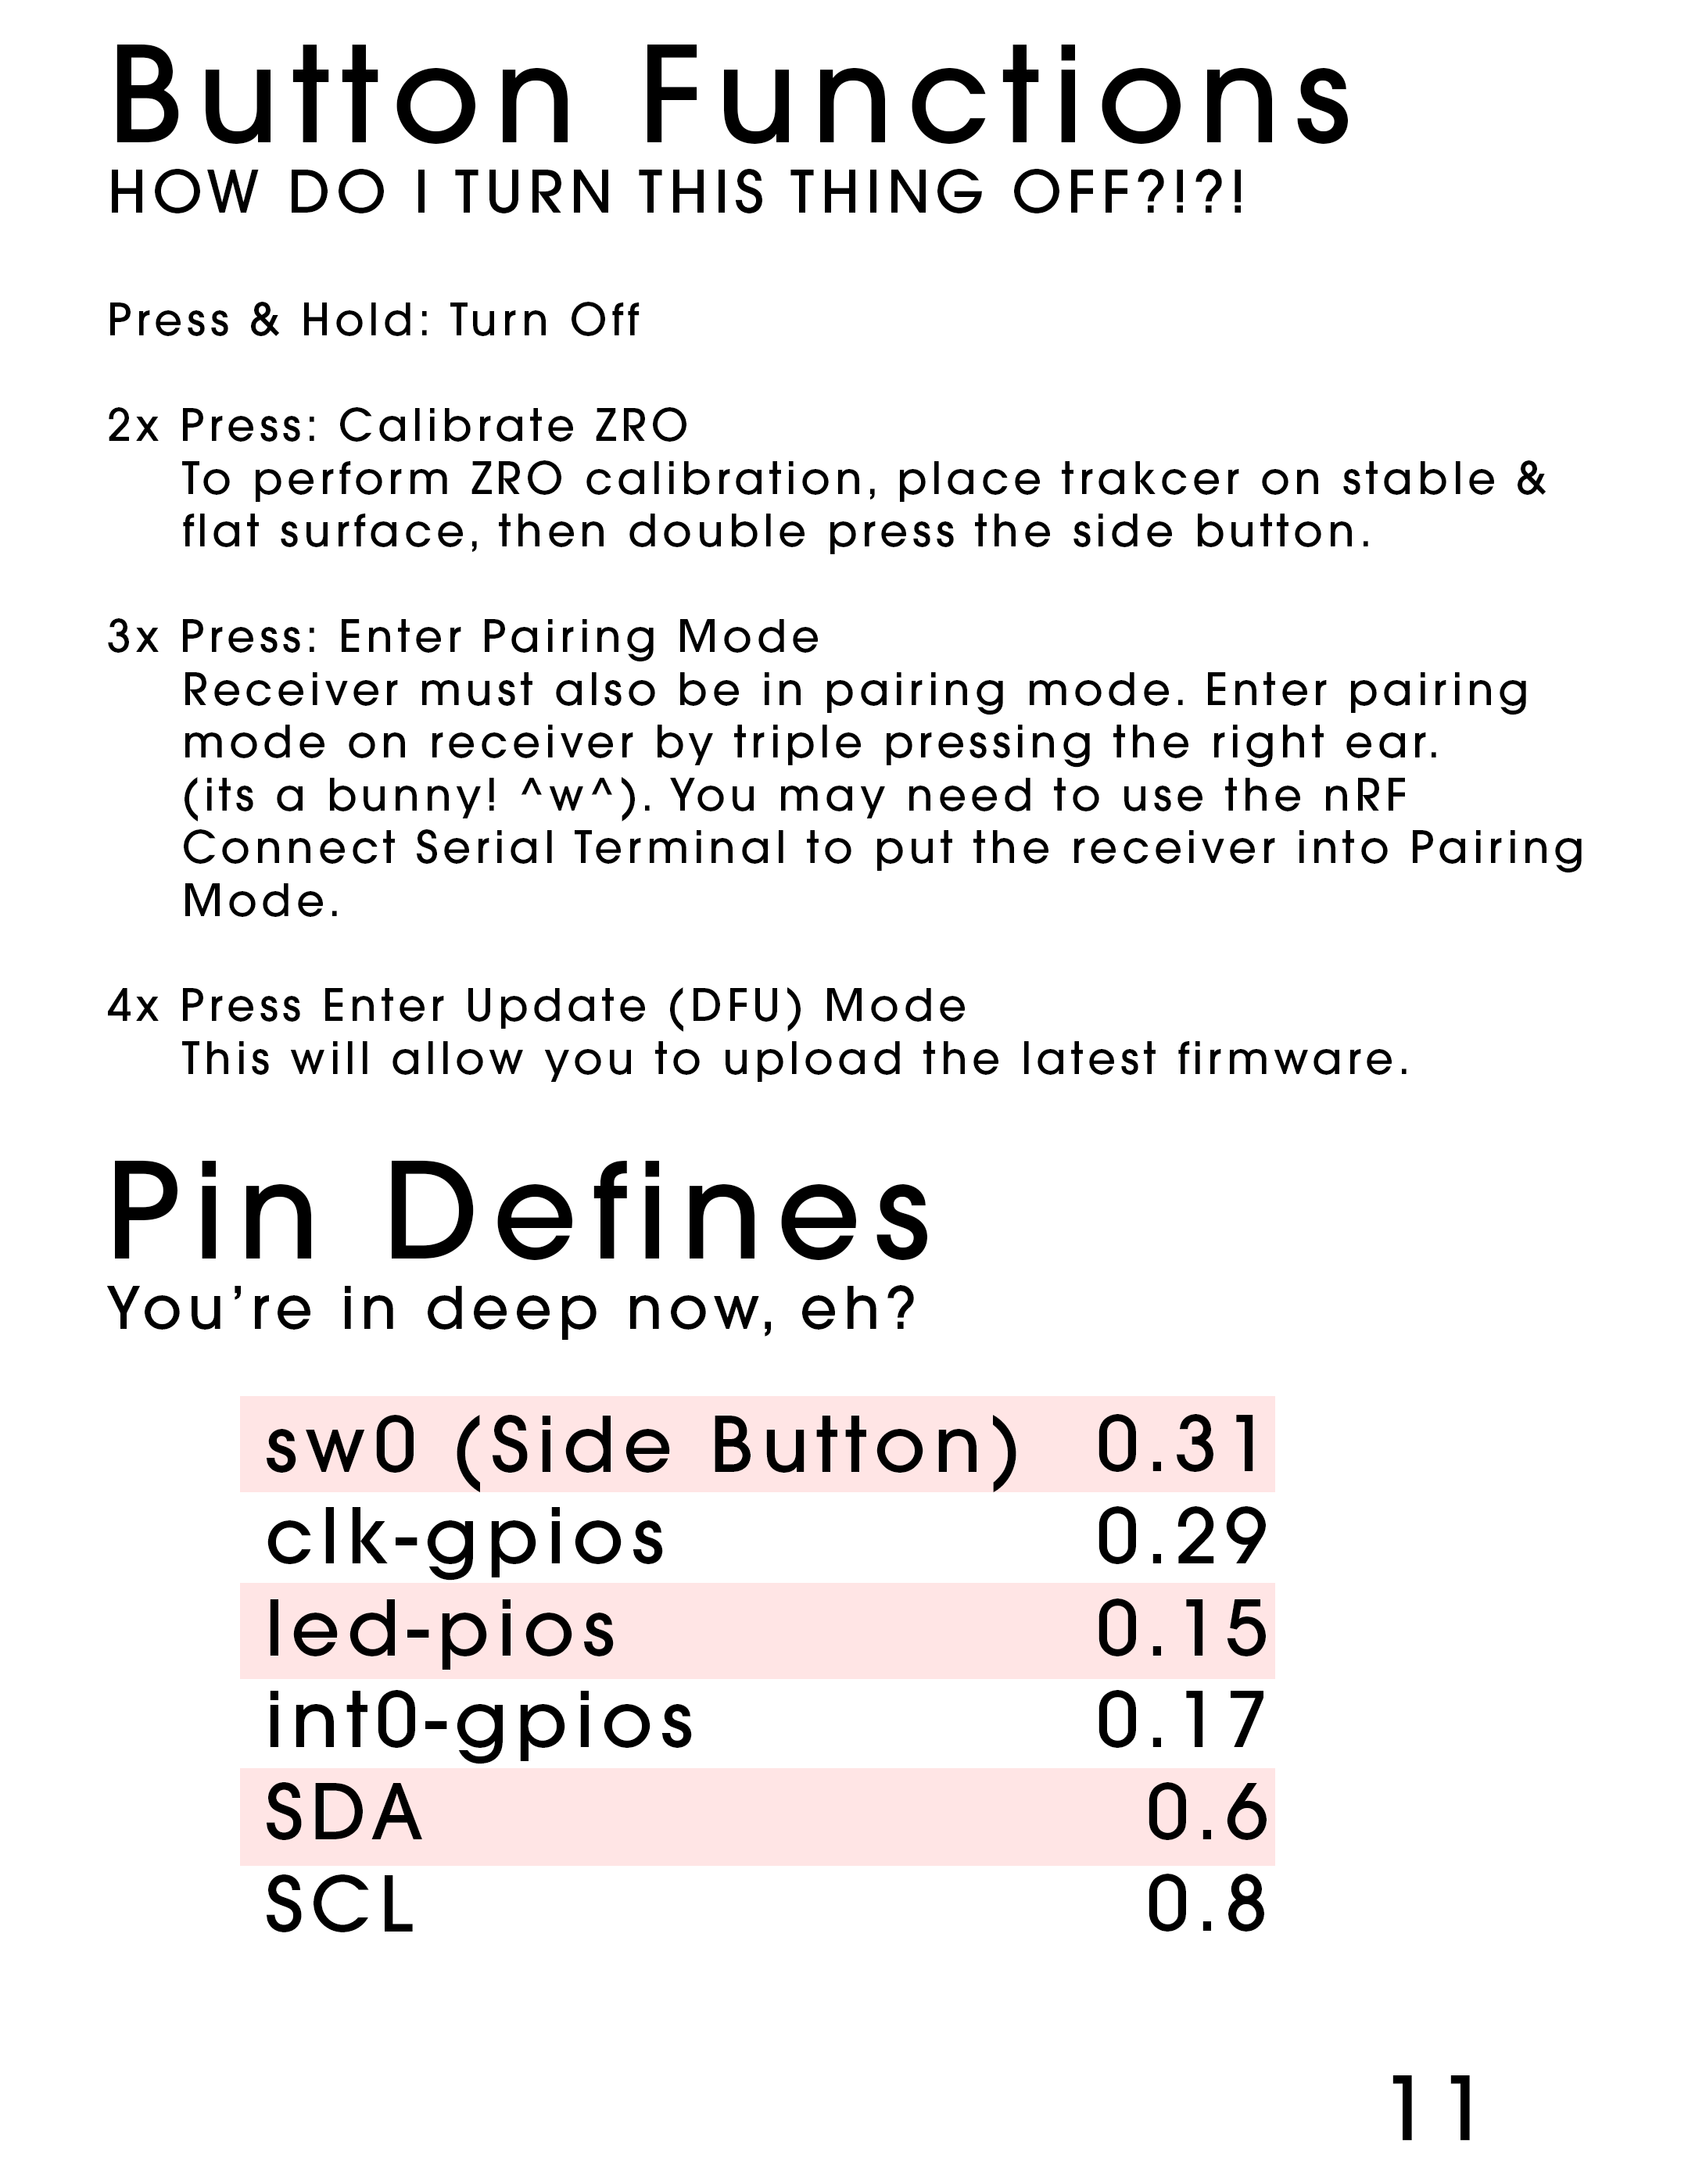 Button Functions
HOW DO I TURN THIS THING OFF?!?!
Press & Hold: Turn Off
2x Press: Calibrate ZRO
To perform ZRO calibration, place trakcer on stable &
flat surface, then double press the side button.
3x Press: Enter Pairing Mode
Receiver must also be in pairing mode. Enter pairing
mode on receiver by triple pressing the right ear.
(its a bunny! ^w^). You may need to use the nRF
Connect Serial Terminal to put the receiver into Pairing
Mode.
4x Press Enter Update (DFU) Mode
This will allow you to upload the latest firmware.
Pin Defines
You’re in deep now, eh?
sw0 (Side Button) 0.31
clk-gpios 0.29
led-pios 0.15
int0-gpios 0.17
SDA 0.6
SCL 0.8
11